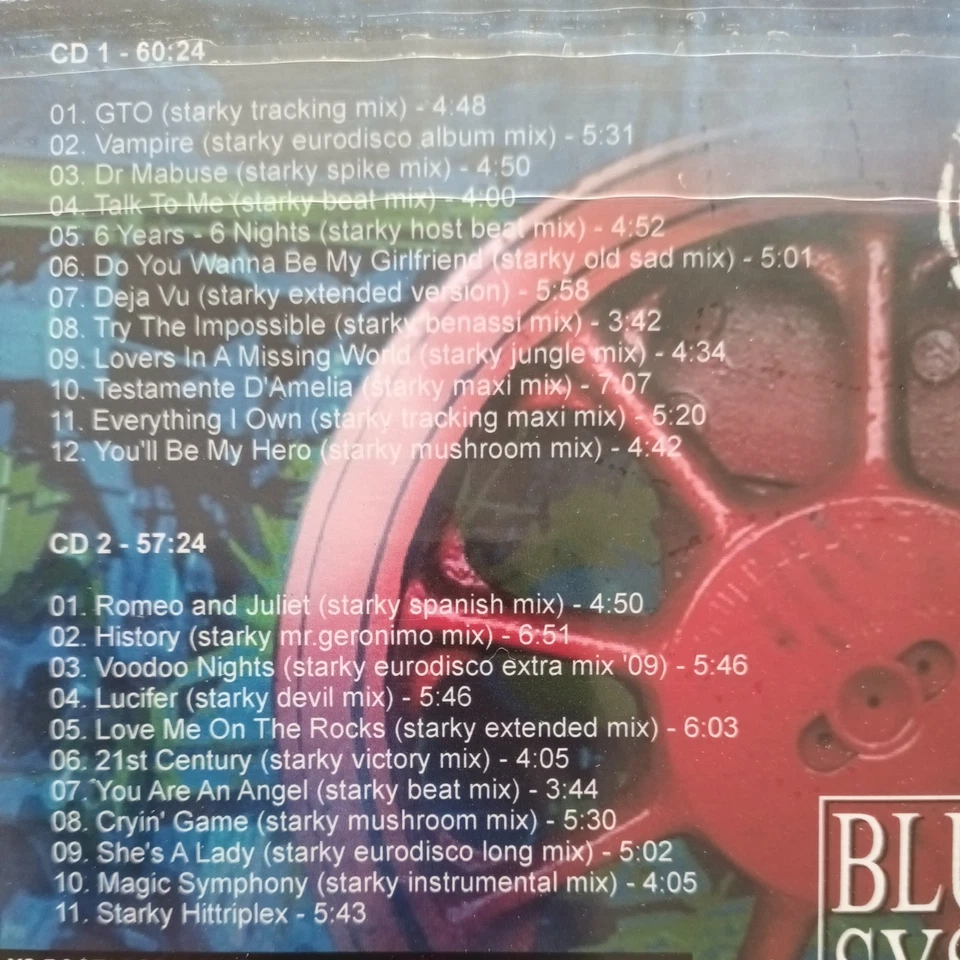 CD 1 - 60:24
01. GTO (starky tracking mix) - 4:48
02. Vampire (starky eurodisco album mix) - 5:31
03. Dr Mabuse (starky spike mix) - 4:50
04. Talk To Me (starky beat mix) - 4:00
05. 6 Years - 6 Nights (starky host beat mix) - 4:52
06. Do You Wanna Be My Girlfriend (starky old sad mix) - 5:01
07. Deja Vu (starky extended version) - 5:58
08. Try The Impossible (starky benassi mix) - 3:42
09. Lovers In A Missing World (starky jungle mix) - 4:34
10. Testamente D'Amelia (starky maxi mix) - 7:07
11. Everything I Own (starky tracking maxi mix) - 5:20
12. You'll Be My Hero (starky mushroom mix) - 4:42
CD 2 - 57:24
01. Romeo and Juliet (starky spanish mix) - 4:50
02. History (starky mr.geronimo mix) - 6:51
03. Voodoo Nights (starky eurodisco extra mix '09) - 5:46
04. Lucifer (starky devil mix) - 5:46
05. Love Me On The Rocks (starky extended mix) - 6:03
06. 21st Century (starky victory mix) - 4:05
07. You Are An Angel (starky beat mix) - 3:44
08. Cryin' Game (starky mushroom mix) - 5:30
09. She's A Lady (starky eurodisco long mix) - 5:02
10. Magic Symphony (starky instrumental mix) - 4:05
11. Starky Hittriplex - 5:43
BLU
SYS